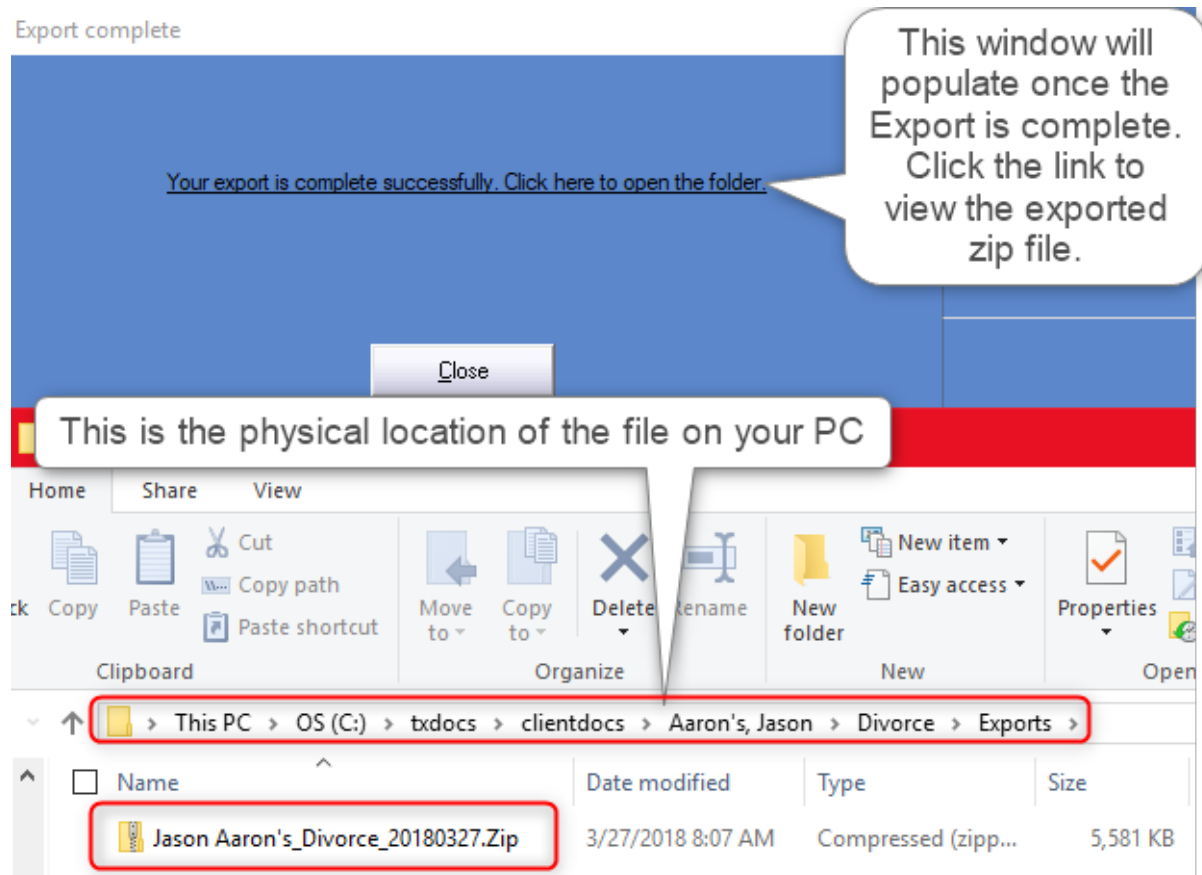 Export complete
This window will
populate once the
Export is complete.
Click the link to
view the exported
zip file.
Your export is complete successfully. Click here to open the folder.
Close
This is the physical location of the file on your PC
Home Share View
Copy
Paste
Cut
Copy path
Paste shortcut
Move
to
Copy
to
Delete
Rename
New
folder
New item
Easy access
Properties
Clipboard Organize New Open
This PC > OS (C:) > txdocs > clientdocs > Aaron's, Jason > Divorce > Exports >
Name Date modified Type Size
Jason Aaron's_Divorce_20180327.Zip 3/27/2018 8:07 AM Compressed (zipp... 5,581 KB